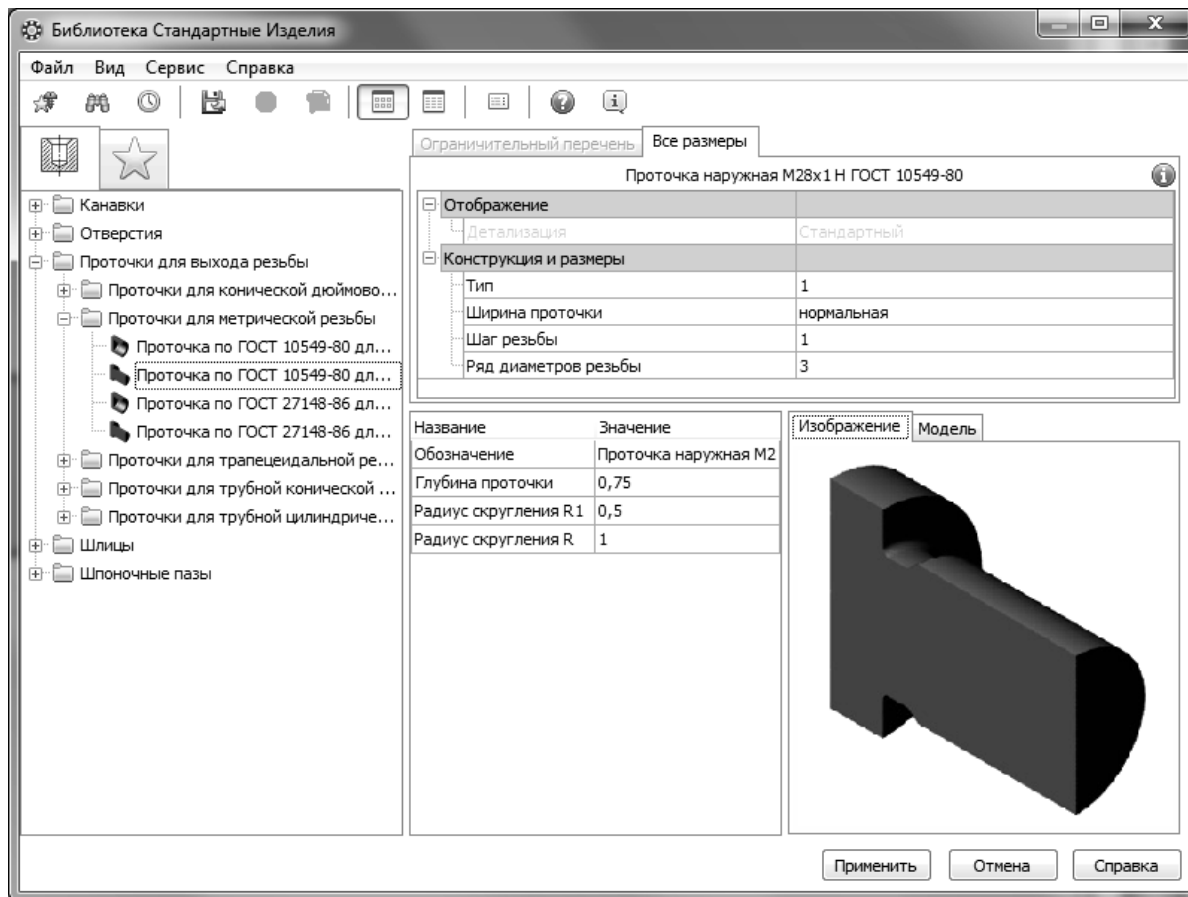 Библиотека Стандартные Изделия
Файл Вид Сервис Справка
Канавки
Отверстия
Проточки для выхода резьбы
Проточки для конической дюймово...
Проточки для метрической резьбы
Проточка по ГОСТ 10549-80 дл...
Проточка по ГОСТ 10549-80 дл...
Проточка по ГОСТ 27148-86 дл...
Проточка по ГОСТ 27148-86 дл...
Проточки для трапецеидальной ре...
Проточки для трубной конической ...
Проточки для трубной цилиндриче...
Шлицы
Шпоночные пазы
Ограничительный перечень Все размеры
Проточка наружная М28х1 Н ГОСТ 10549-80
Отображение
Детализация Стандартный
Конструкция и размеры
Тип 1
Ширина проточки нормальная
Шаг резьбы 1
Ряд диаметров резьбы 3
Название Значение
Обозначение Проточка наружная М2
Глубина проточки 0,75
Радиус скругления R1 0,5
Радиус скругления R 1
Изображение Модель
Применить Отмена Справка